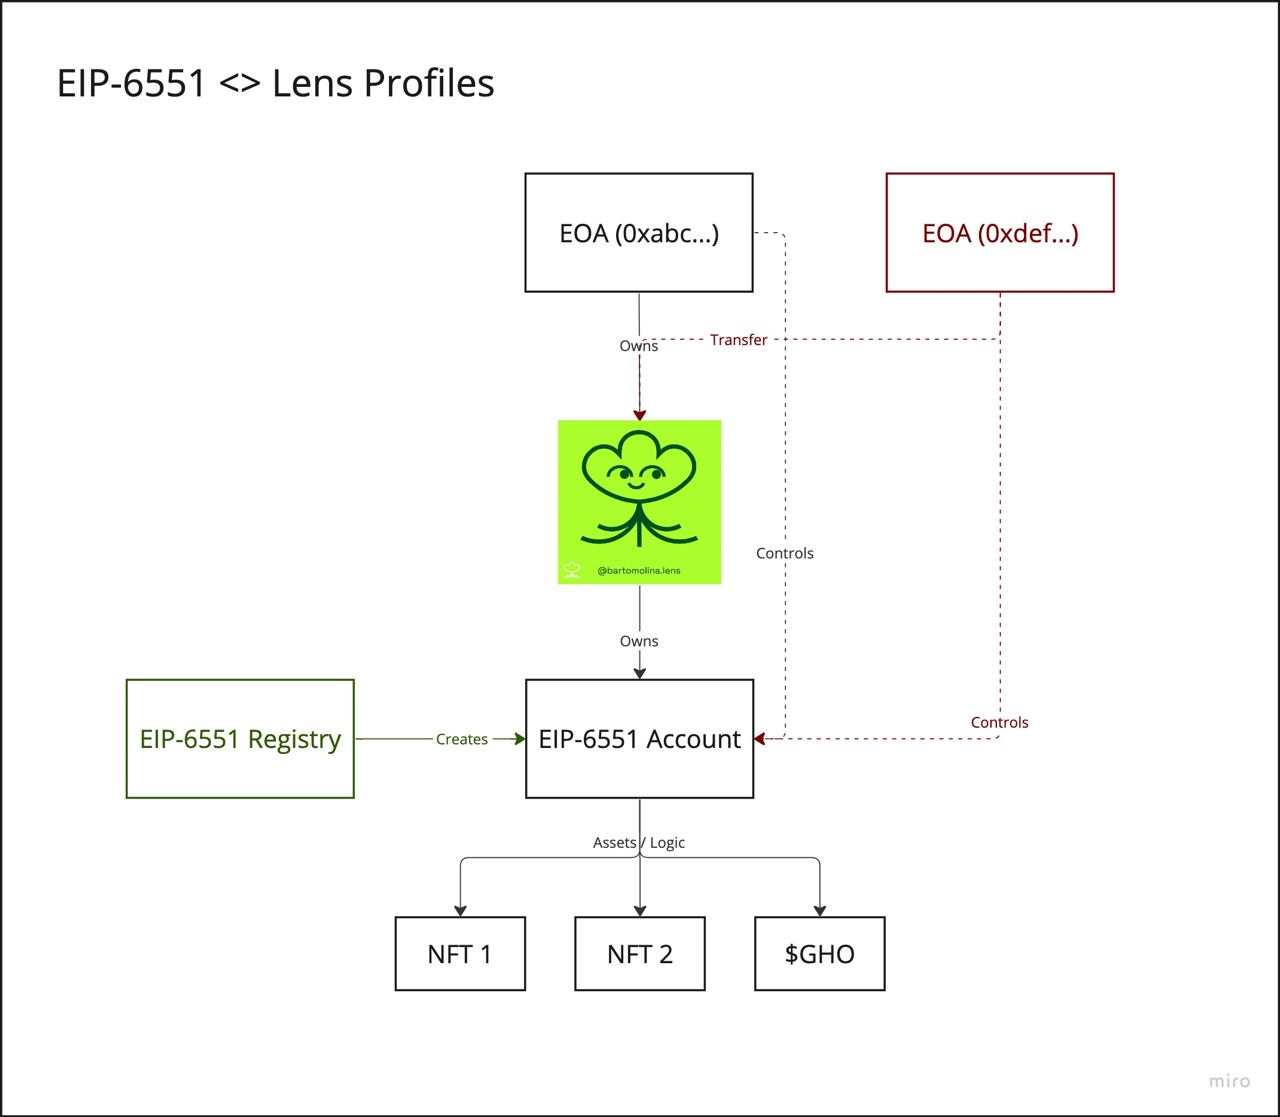 EIP-6551 <> Lens Profiles
EOA (0xabc...)
EOA (0xdef...)
Transfer
Owns
@bartomolina.lens
Controls
Owns
Controls
EIP-6551 Registry
Creates
EIP-6551 Account
Assets / Logic
NFT 1
NFT 2
$GHO
miro